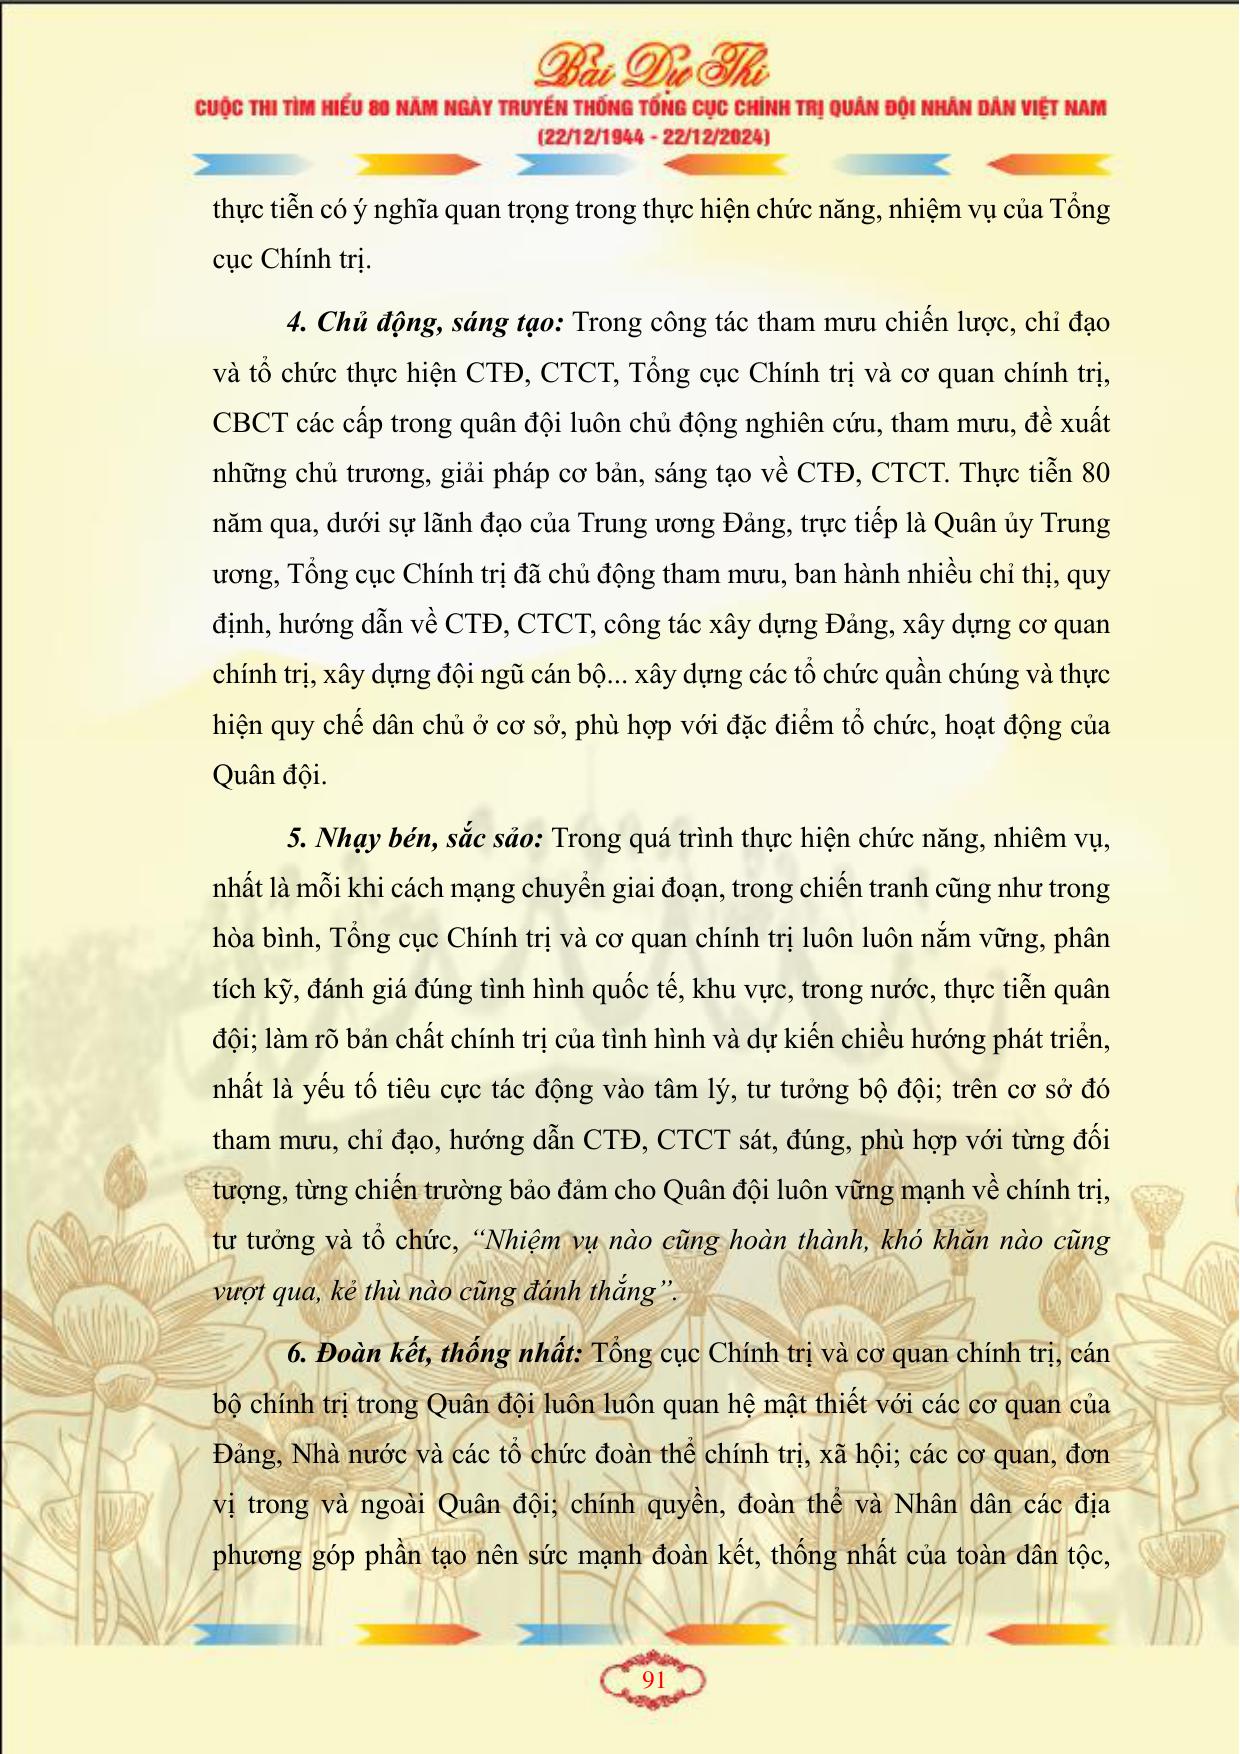 Bài Dự Thi
CUỘC THI TÌM HIỂU 80 NĂM NGÀY TRUYỀN THỐNG TỔNG CỤC CHÍNH TRỊ QUÂN ĐỘI NHÂN DÂN VIỆT NAM
(22/12/1944 - 22/12/2024)
thực tiễn có ý nghĩa quan trọng trong thực hiện chức năng, nhiệm vụ của Tổng
cục Chính trị.
4. Chủ động, sáng tạo: Trong công tác tham mưu chiến lược, chỉ đạo
và tổ chức thực hiện CTĐ, CTCT, Tổng cục Chính trị và cơ quan chính trị,
CBCT các cấp trong quân đội luôn chủ động nghiên cứu, tham mưu, đề xuất
những chủ trương, giải pháp cơ bản, sáng tạo về CTĐ, CTCT. Thực tiễn 80
năm qua, dưới sự lãnh đạo của Trung ương Đảng, trực tiếp là Quân ủy Trung
ương, Tổng cục Chính trị đã chủ động tham mưu, ban hành nhiều chỉ thị, quy
định, hướng dẫn về CTĐ, CTCT, công tác xây dựng Đảng, xây dựng cơ quan
chính trị, xây dựng đội ngũ cán bộ... xây dựng các tổ chức quần chúng và thực
hiện quy chế dân chủ ở cơ sở, phù hợp với đặc điểm tổ chức, hoạt động của
Quân đội.
5. Nhạy bén, sắc sảo: Trong quá trình thực hiện chức năng, nhiêm vụ,
nhất là mỗi khi cách mạng chuyển giai đoạn, trong chiến tranh cũng như trong
hòa bình, Tổng cục Chính trị và cơ quan chính trị luôn luôn nắm vững, phân
tích kỹ, đánh giá đúng tình hình quốc tế, khu vực, trong nước, thực tiễn quân
đội; làm rõ bản chất chính trị của tình hình và dự kiến chiều hướng phát triển,
nhất là yếu tố tiêu cực tác động vào tâm lý, tư tưởng bộ đội; trên cơ sở đó
tham mưu, chỉ đạo, hướng dẫn CTĐ, CTCT sát, đúng, phù hợp với từng đối
tượng, từng chiến trường bảo đảm cho Quân đội luôn vững mạnh về chính trị,
tư tưởng và tổ chức, “Nhiệm vụ nào cũng hoàn thành, khó khăn nào cũng
vượt qua, kẻ thù nào cũng đánh thắng”.
6. Đoàn kết, thống nhất: Tổng cục Chính trị và cơ quan chính trị, cán
bộ chính trị trong Quân đội luôn luôn quan hệ mật thiết với các cơ quan của
Đảng, Nhà nước và các tổ chức đoàn thể chính trị, xã hội; các cơ quan, đơn
vị trong và ngoài Quân đội; chính quyền, đoàn thể và Nhân dân các địa
phương góp phần tạo nên sức mạnh đoàn kết, thống nhất của toàn dân tộc,
91